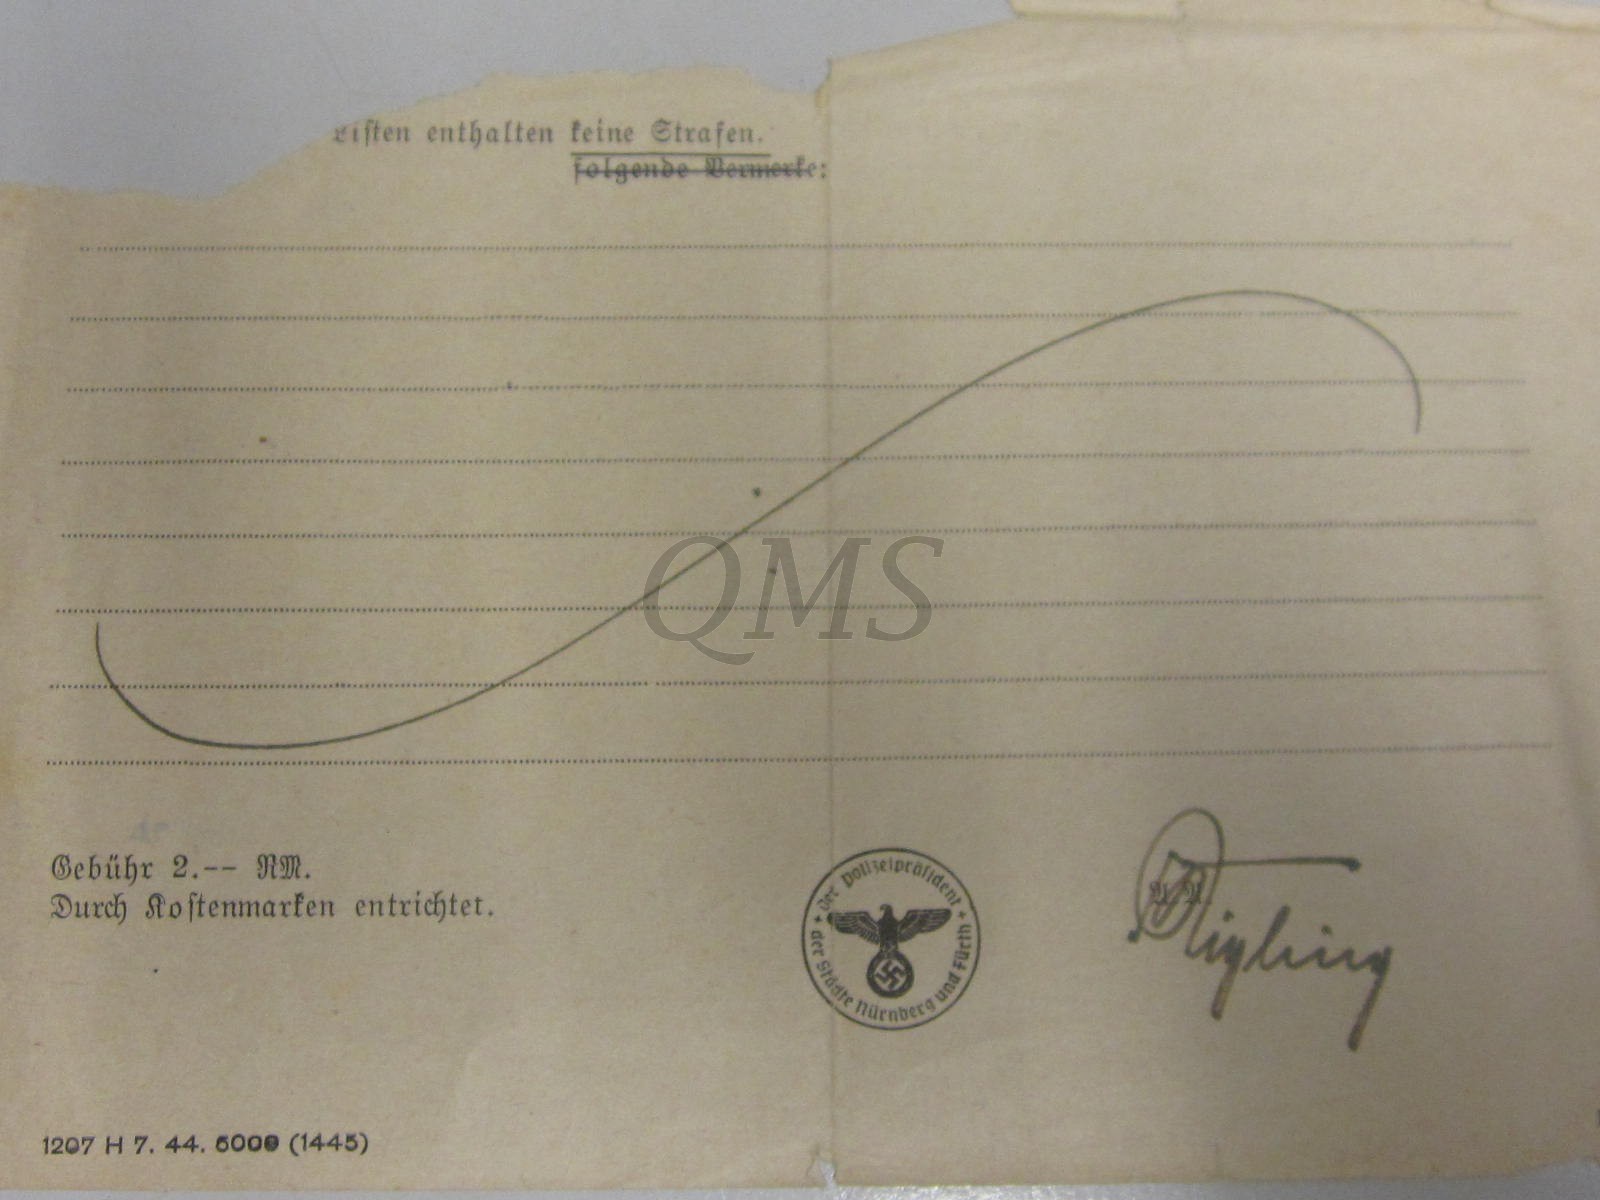 Listen enthalten keine Strafen.
folgende Vermerke:
QMS
Gebühr 2.-- RM.
Durch Kostenmarken entrichtet.
Der Polizeipräsident
der Städte Nürnberg und Fürth
1207 H 7. 44. 6000 (1445)